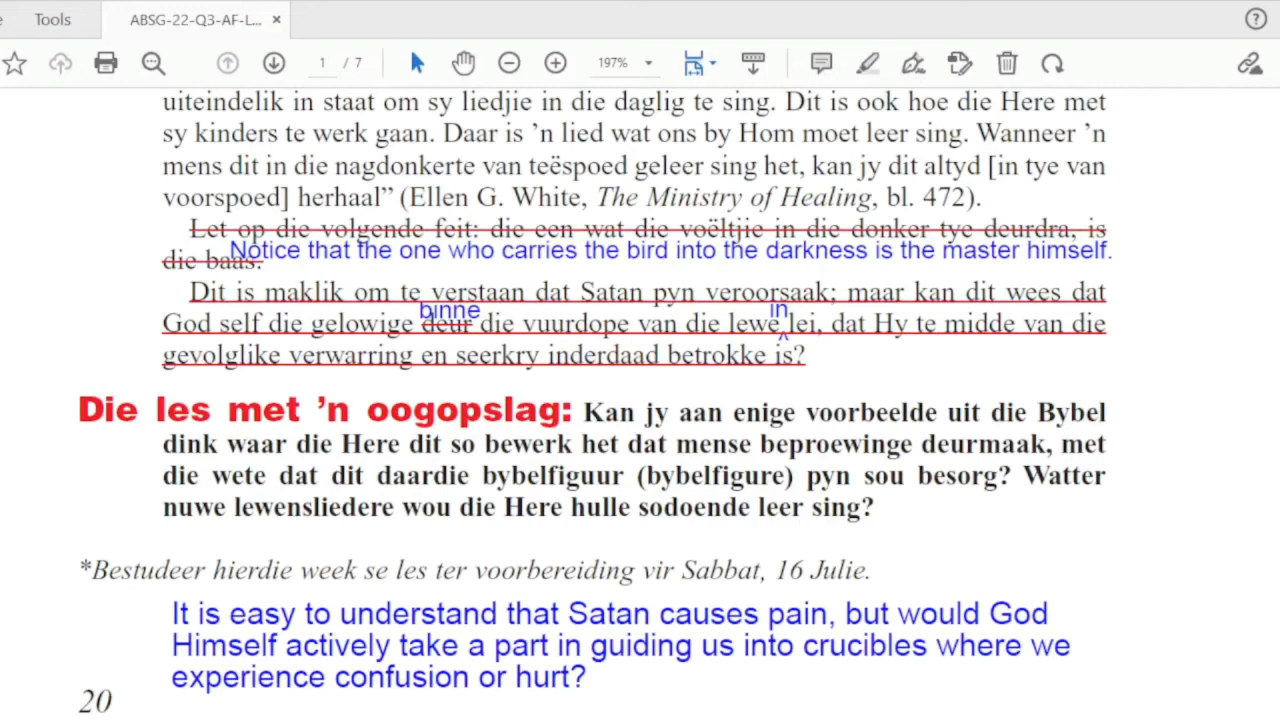 Tools
ABSG-22-Q3-AF-L... ×
1 / 7
197%
uiteindelik in staat om sy liedjie in die daglig te sing. Dit is ook hoe die Here met
sy kinders te werk gaan. Daar is ’n lied wat ons by Hom moet leer sing. Wanneer ’n
mens dit in die nagdonkerte van teëspoed geleer sing het, kan jy dit altyd [in tye van
voorspoed] herhaal” (Ellen G. White, The Ministry of Healing, bl. 472).
Let op die volgende feit: die een wat die voëltjie in die donker tye deurdra, is
Notice that the one who carries the bird into the darkness is the master himself.
die baas.
Dit is maklik om te verstaan dat Satan pyn veroorsaak; maar kan dit wees dat
binne in
God self die gelowige deur die vuurdope van die lewe lei, dat Hy te midde van die
^
gevolglike verwarring en seerkry inderdaad betrokke is?
Die les met ’n oogopslag: Kan jy aan enige voorbeelde uit die Bybel
dink waar die Here dit so bewerk het dat mense beproewinge deurmaak, met
die wete dat dit daardie bybelfiguur (bybelfigure) pyn sou besorg? Watter
nuwe lewensliedere wou die Here hulle sodoende leer sing?
*Bestudeer hierdie week se les ter voorbereiding vir Sabbat, 16 Julie.
It is easy to understand that Satan causes pain, but would God
Himself actively take a part in guiding us into crucibles where we
experience confusion or hurt?
20